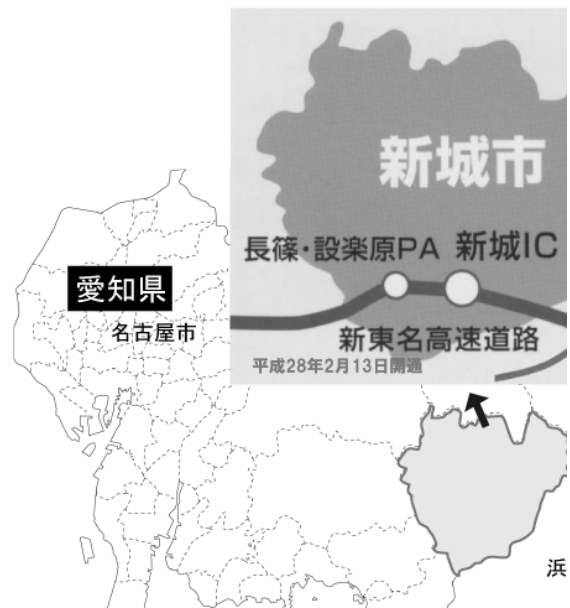 新城市
長篠・設楽原PA 新城IC
愛知県
名古屋市
新東名高速道路
平成28年2月13日開通
浜